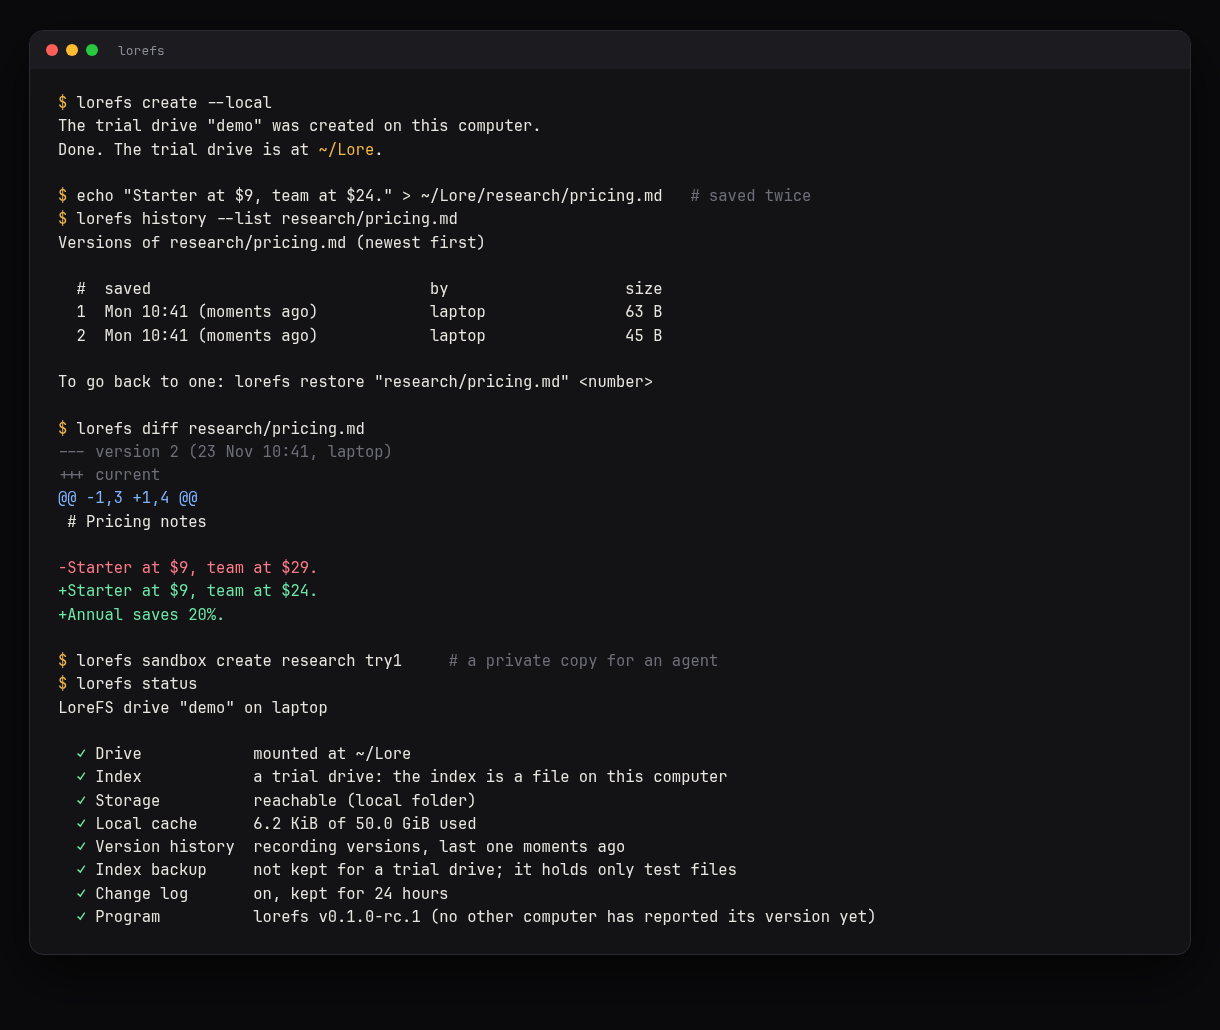 lorefs
$ lorefs create --local
The trial drive "demo" was created on this computer.
Done. The trial drive is at ~/Lore.
$ echo "Starter at $9, team at $24." > ~/Lore/research/pricing.md   # saved twice
$ lorefs history --list research/pricing.md
Versions of research/pricing.md (newest first)
  #  saved                              by                   size
  1  Mon 10:41 (moments ago)            laptop               63 B
  2  Mon 10:41 (moments ago)            laptop               45 B
To go back to one: lorefs restore "research/pricing.md" <number>
$ lorefs diff research/pricing.md
--- version 2 (23 Nov 10:41, laptop)
+++ current
@@ -1,3 +1,4 @@
 # Pricing notes
-Starter at $9, team at $29.
+Starter at $9, team at $24.
+Annual saves 20%.
$ lorefs sandbox create research try1     # a private copy for an agent
$ lorefs status
LoreFS drive "demo" on laptop
  ✓ Drive            mounted at ~/Lore
  ✓ Index            a trial drive: the index is a file on this computer
  ✓ Storage          reachable (local folder)
  ✓ Local cache      6.2 KiB of 50.0 GiB used
  ✓ Version history  recording versions, last one moments ago
  ✓ Index backup     not kept for a trial drive; it holds only test files
  ✓ Change log       on, kept for 24 hours
  ✓ Program          lorefs v0.1.0-rc.1 (no other computer has reported its version yet)